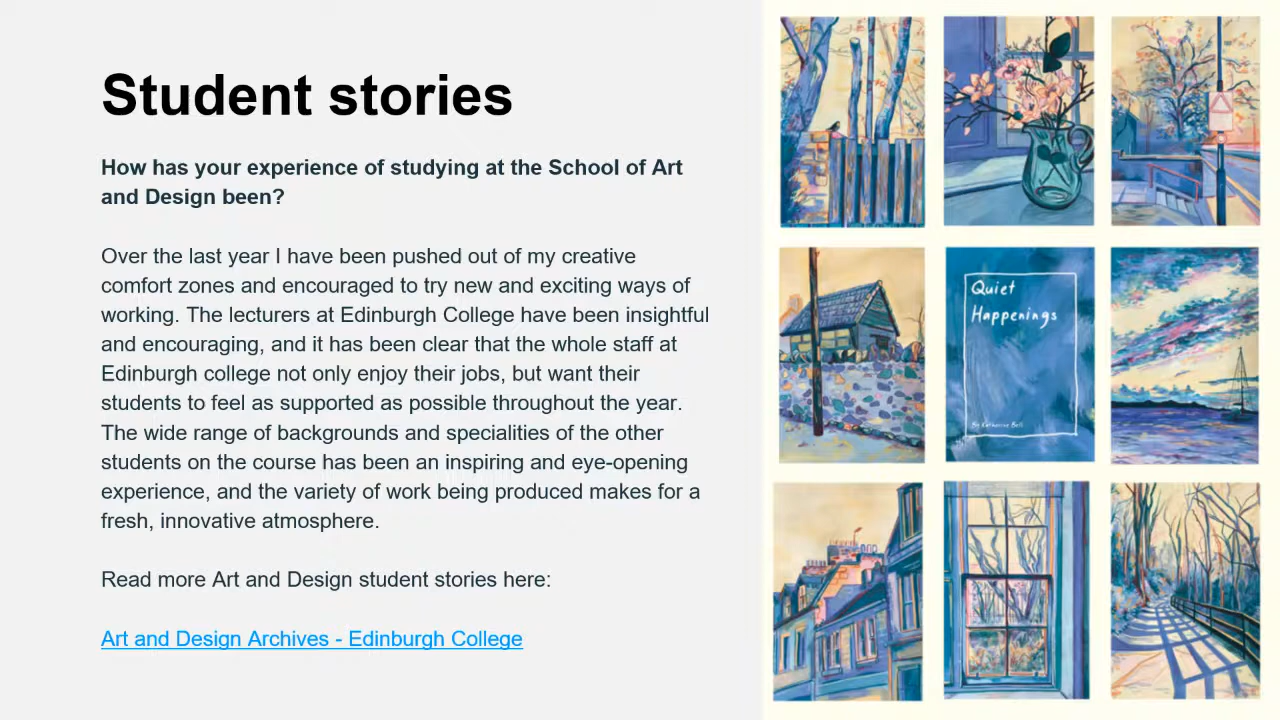 Student stories
How has your experience of studying at the School of Art
and Design been?
Over the last year I have been pushed out of my creative
comfort zones and encouraged to try new and exciting ways of
working. The lecturers at Edinburgh College have been insightful
and encouraging, and it has been clear that the whole staff at
Edinburgh college not only enjoy their jobs, but want their
students to feel as supported as possible throughout the year.
The wide range of backgrounds and specialities of the other
students on the course has been an inspiring and eye-opening
experience, and the variety of work being produced makes for a
fresh, innovative atmosphere.
Read more Art and Design student stories here:
Art and Design Archives - Edinburgh College
Quiet
Happenings